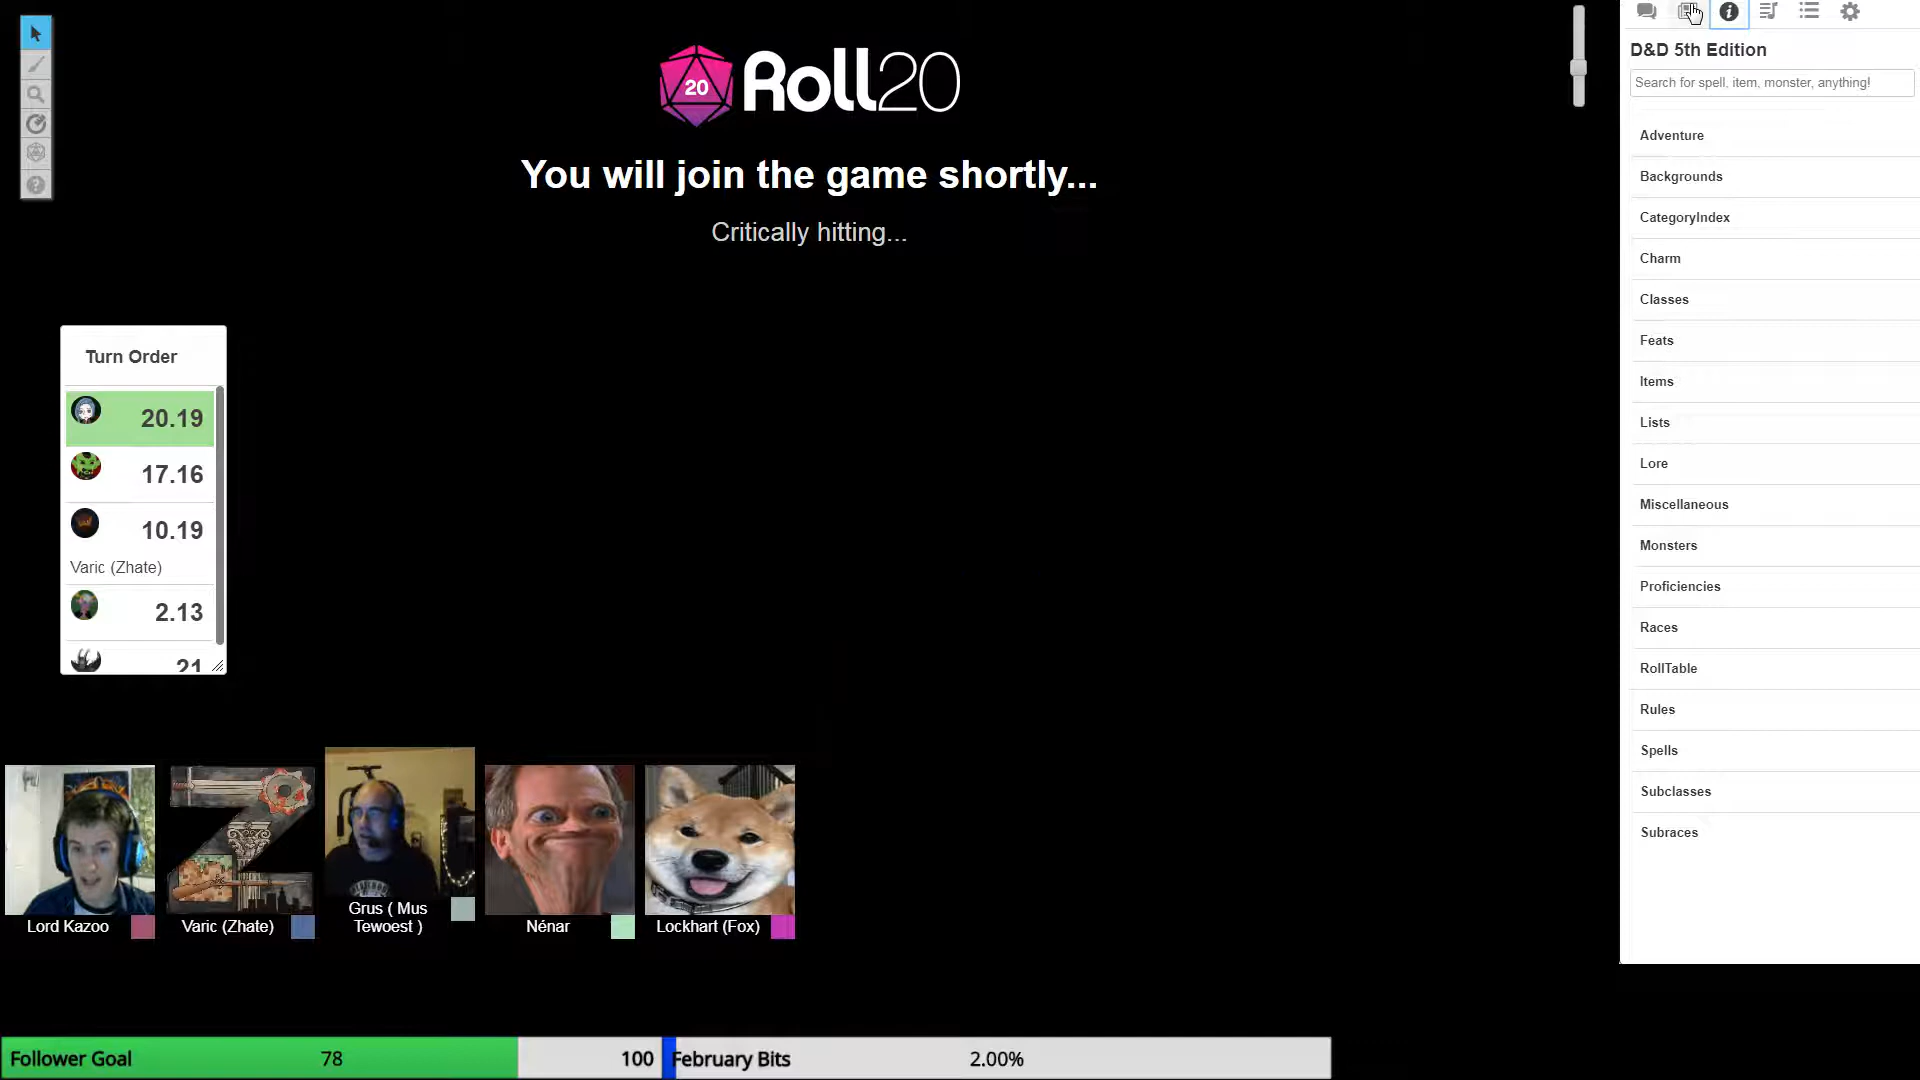 20
Roll20
You will join the game shortly...
Critically hitting...
Turn Order
20.19
17.16
10.19
Varic (Zhate)
2.13
21
Lord Kazoo
Varic (Zhate)
Grus ( Mus
Tewoest )
Nénar
Lockhart (Fox)
Follower Goal 78 100
February Bits 2.00%
D&D 5th Edition
Search for spell, item, monster, anything!
Adventure
Backgrounds
CategoryIndex
Charm
Classes
Feats
Items
Lists
Lore
Miscellaneous
Monsters
Proficiencies
Races
RollTable
Rules
Spells
Subclasses
Subraces